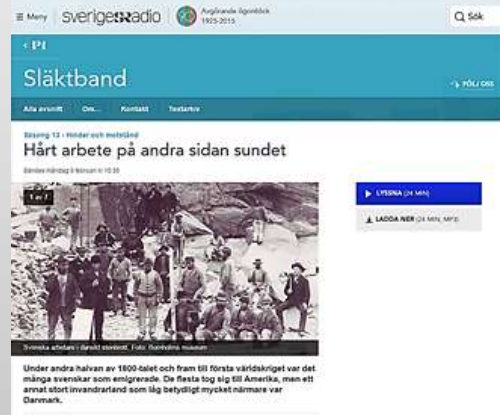 Meny sverigesradio Avgörande ögonblick
1925-2015
Sök
< P1
Släktband
FÖLJ OSS
Alla avsnitt Om... Kontakt Textarkiv
Säsong 13 - Hinder och motstånd
Hårt arbete på andra sidan sundet
Sändes måndag 9 februari kl 10.35
1 av 7
LYSSNA (24 MIN)
LADDA NER (24 MIN, MP3)
Svenska arbetare i danskt stenbrott. Foto: Bornholms museum
Under andra halvan av 1800-talet och fram till första världskriget var det
många svenskar som emigrerade. De flesta tog sig till Amerika, men ett
annat stort invandrarland som låg betydligt mycket närmare var
Danmark.